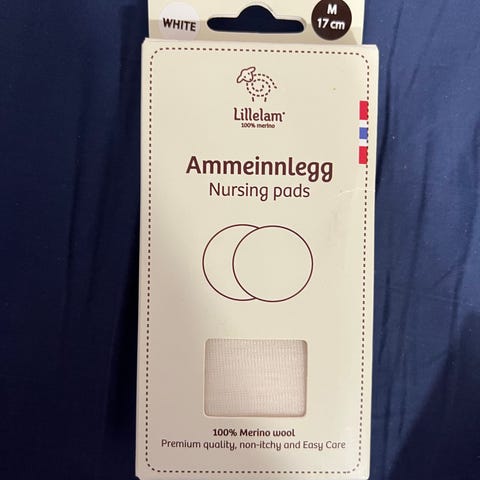 WHITE
M
17 cm
Lillelam®
100% merino
Ammeinnlegg
Nursing pads
100% Merino wool
Premium quality, non-itchy and Easy Care